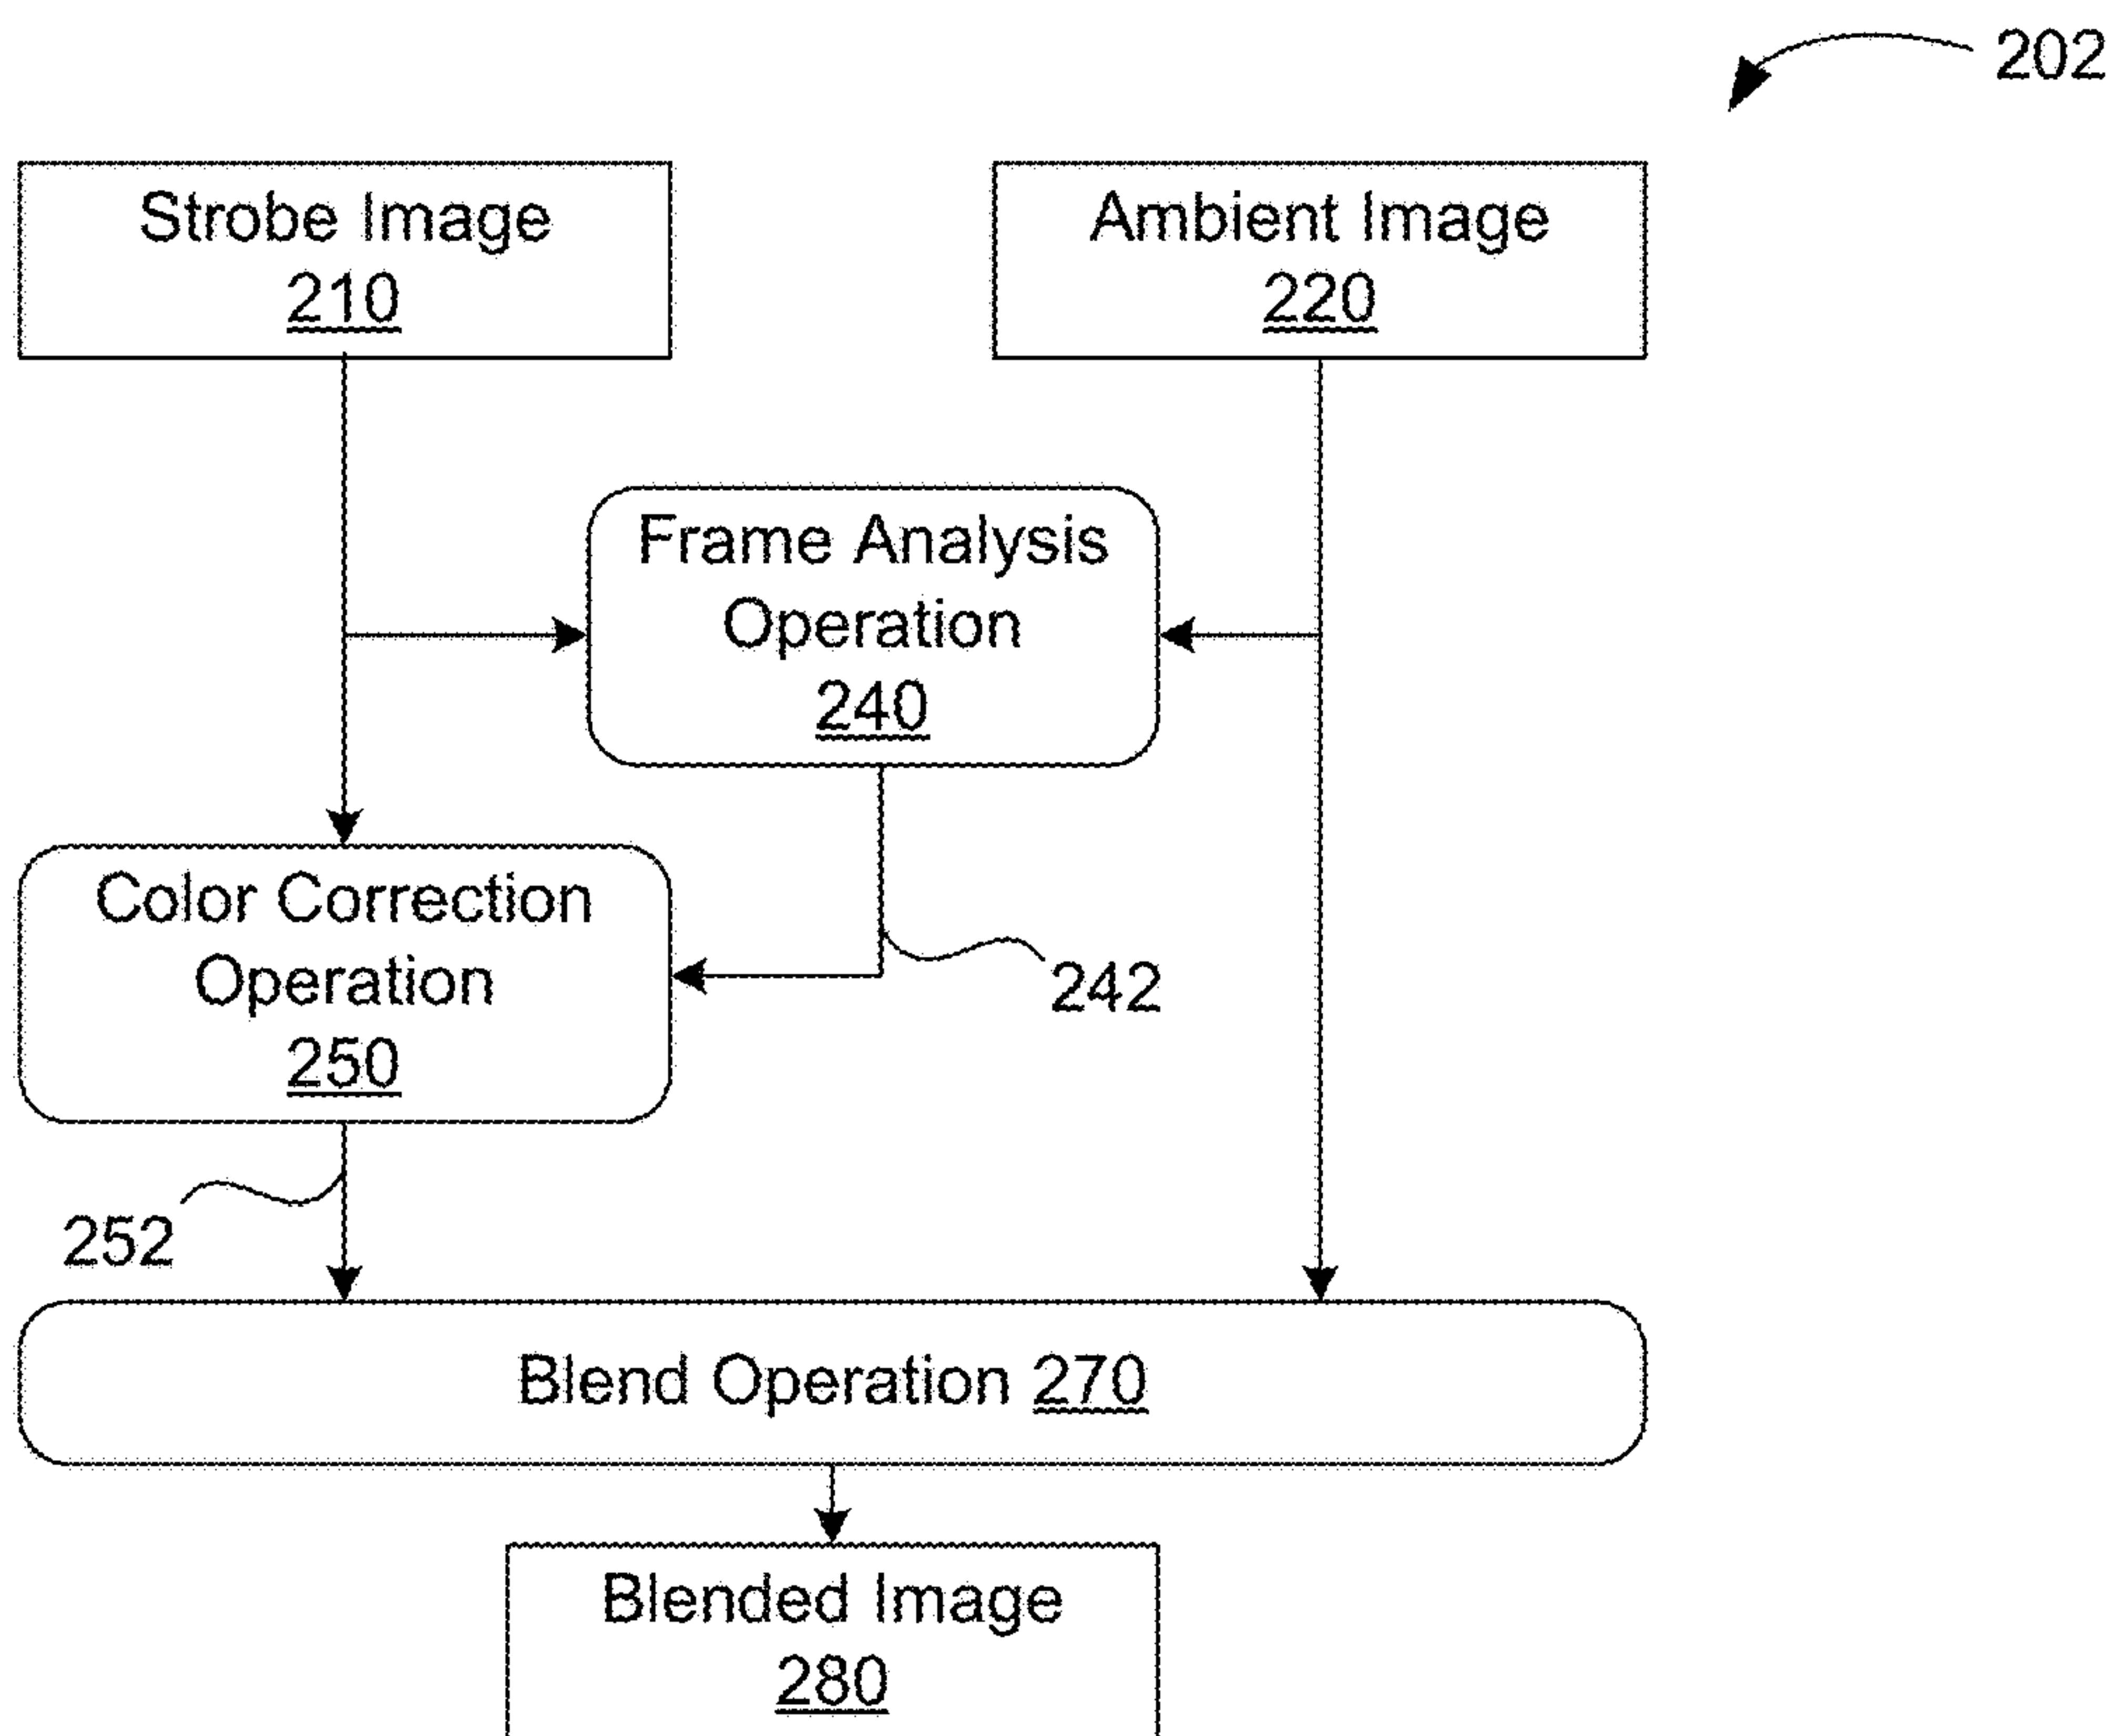 202
Strobe Image
210
Ambient Image
220
Frame Analysis
Operation
240
Color Correction
Operation
250
242
252
Blend Operation 270
Blended Image
280